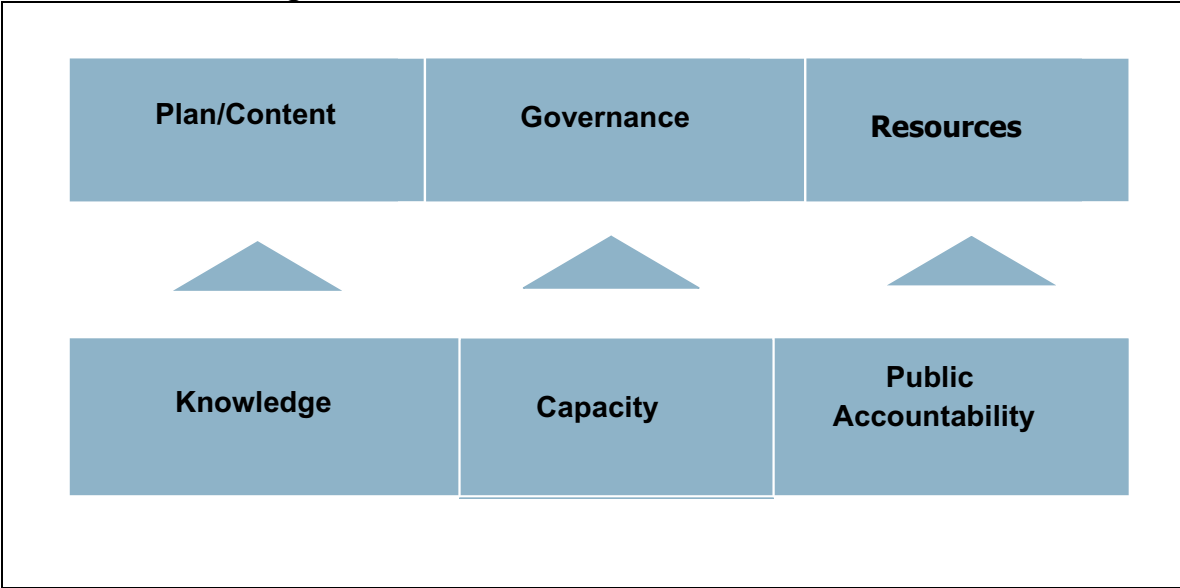 Plan/Content
Governance
Resources
Knowledge
Capacity
Public
Accountability